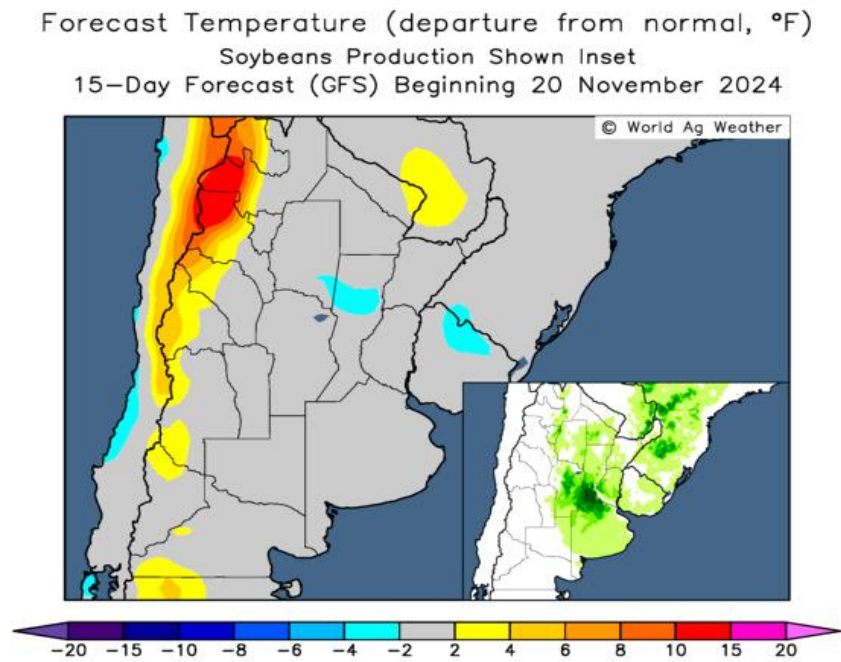 Forecast Temperature (departure from normal, °F)
Soybeans Production Shown Inset
15-Day Forecast (GFS) Beginning 20 November 2024
© World Ag Weather
-20 -15 -10 -8 -6 -4 -2 2 4 6 8 10 15 20